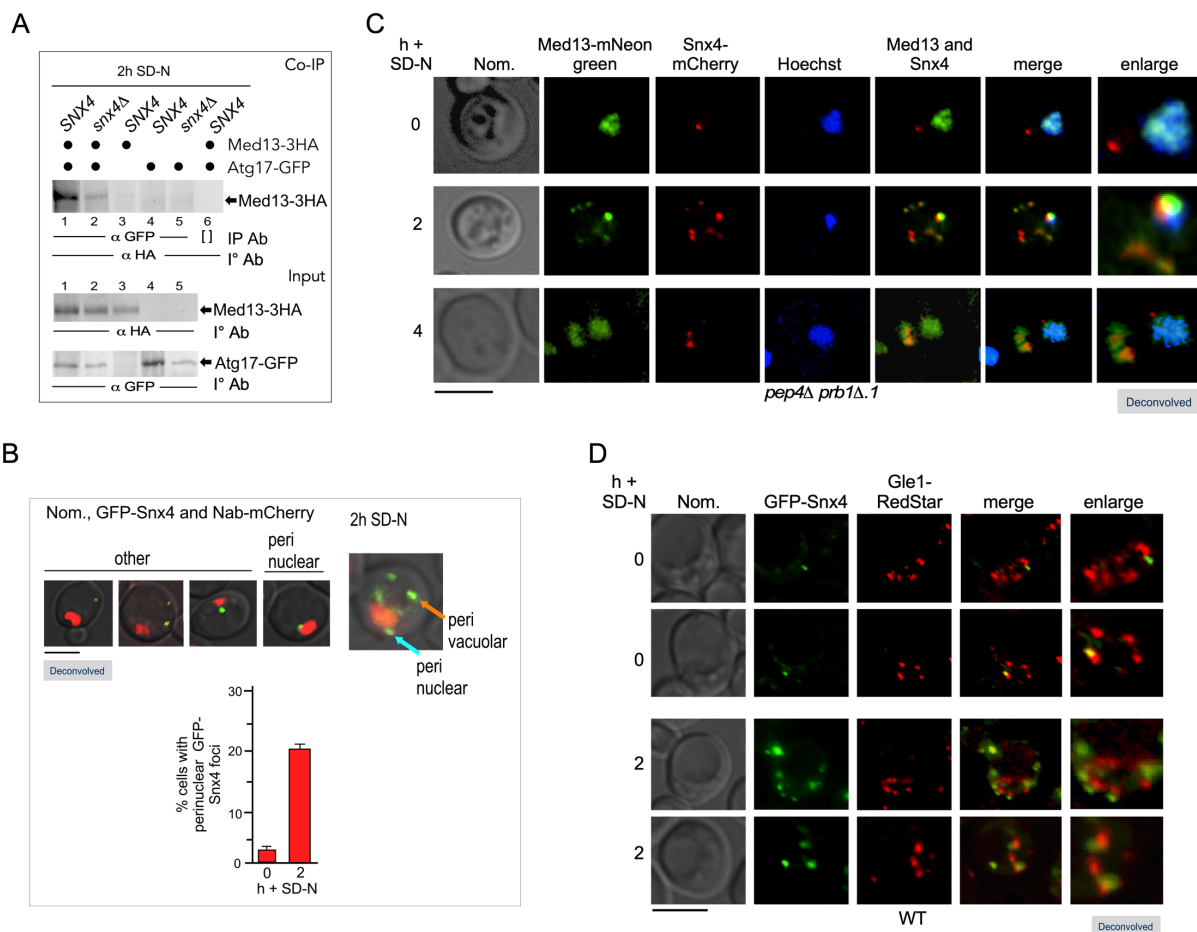 A
2h SD-N
Co-IP
SNX4 snx4Δ SNX4 SNX4 snx4Δ SNX4
Med13-3HA
Atg17-GFP
Med13-3HA
1 2 3 4 5 6
α GFP [ ] IP Ab
α HA I° Ab
Input
1 2 3 4 5
Med13-3HA
α HA I° Ab
Atg17-GFP
α GFP I° Ab
B
Nom., GFP-Snx4 and Nab-mCherry
other
peri
nuclear
2h SD-N
peri
vacuolar
peri
nuclear
Deconvolved
% cells with
perinuclear GFP-
Snx4 foci
30
20
10
0
0 2
h + SD-N
C
h +
SD-N
Nom.
Med13-mNeon
green
Snx4-
mCherry
Hoechst
Med13 and
Snx4
merge
enlarge
0
2
4
pep4Δ prb1Δ.1
Deconvolved
D
h +
SD-N
Nom.
GFP-Snx4
Gle1-
RedStar
merge
enlarge
0
0
2
2
WT
Deconvolved